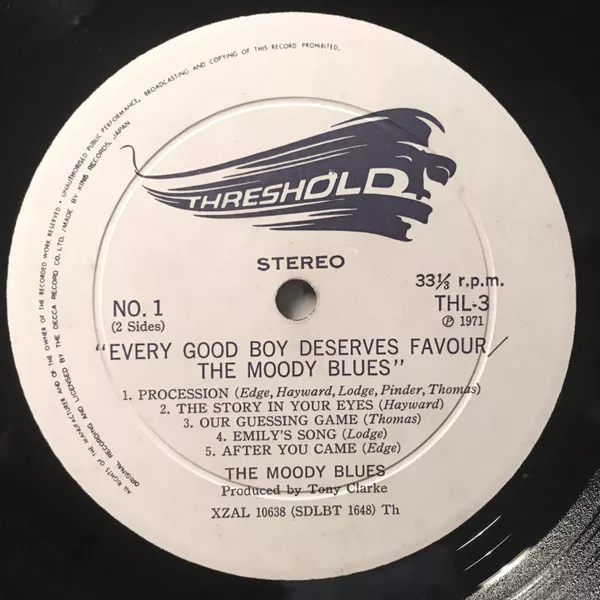 ALL RIGHTS OF THE MANUFACTURER AND OF THE OWNER OF THE RECORDED WORK RESERVED • UNAUTHORISED PUBLIC PERFORMANCE, BROADCASTING AND COPYING OF THIS RECORD PROHIBITED.
ORIGINAL RECORDING AND LICENSED BY THE DECCA RECORD CO. LTD. / MADE BY KING RECORDS, JAPAN
THRESHOLD
STEREO
NO. 1
(2 Sides)
33⅓ r.p.m.
THL-3
Ⓟ 1971
"EVERY GOOD BOY DESERVES FAVOUR/
THE MOODY BLUES"
1. PROCESSION (Edge, Hayward, Lodge, Pinder, Thomas)
2. THE STORY IN YOUR EYES (Hayward)
3. OUR GUESSING GAME (Thomas)
4. EMILY'S SONG (Lodge)
5. AFTER YOU CAME (Edge)
THE MOODY BLUES
Produced by Tony Clarke
XZAL 10638 (SDLBT 1648) Th